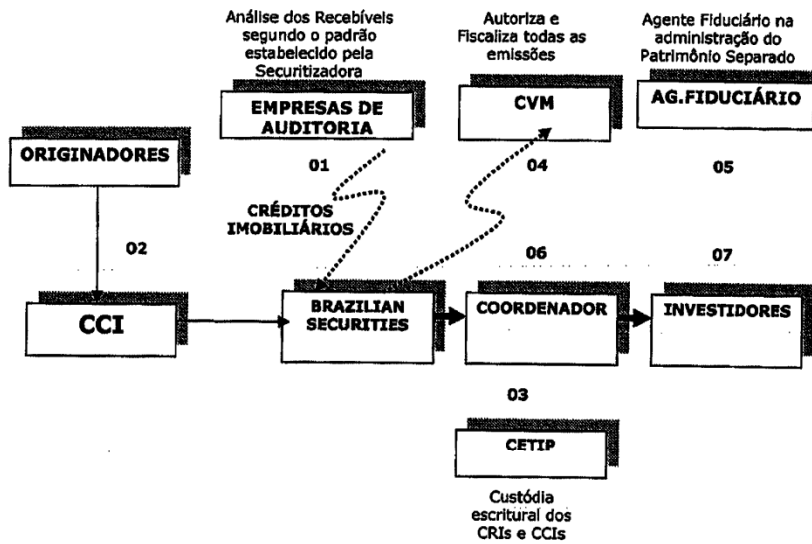 Análise dos Recebíveis
segundo o padrão
estabelecido pela
Securitizadora
Autoriza e
Fiscaliza todas as
emissões
Agente Fiduciário na
administração do
Patrimônio Separado
EMPRESAS DE
AUDITORIA
CVM
AG.FIDUCIÁRIO
ORIGINADORES
01
04
05
CRÉDITOS
IMOBILIÁRIOS
02
06
07
CCI
BRAZILIAN
SECURITIES
COORDENADOR
INVESTIDORES
03
CETIP
Custódia
escritural dos
CRIs e CCIs